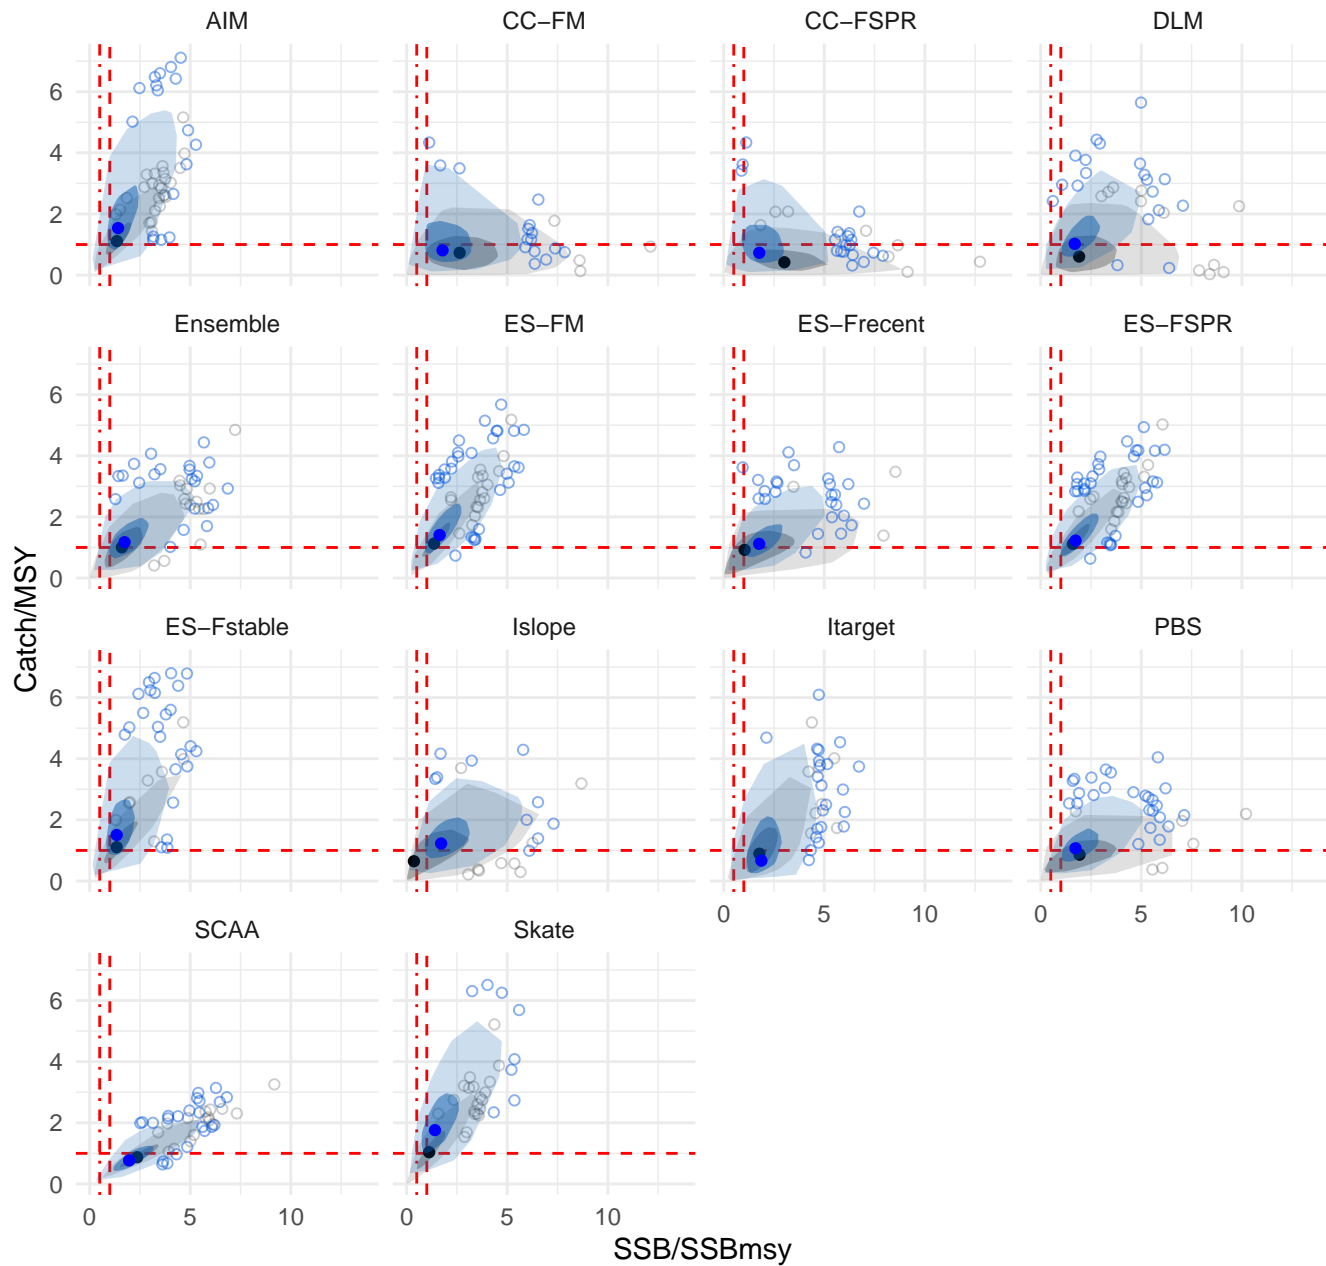 AIM CC−FM CC−FSPR DLM
6
4
2
0
Ensemble ES−FM ES−Frecent ES−FSPR
6
4
2
0
Catch/MSY
ES−Fstable Islope Itarget PBS
6
4
2
0
0 5 10 0 5 10
SCAA Skate
6
4
2
0
0 5 10 0 5 10
SSB/SSBmsy